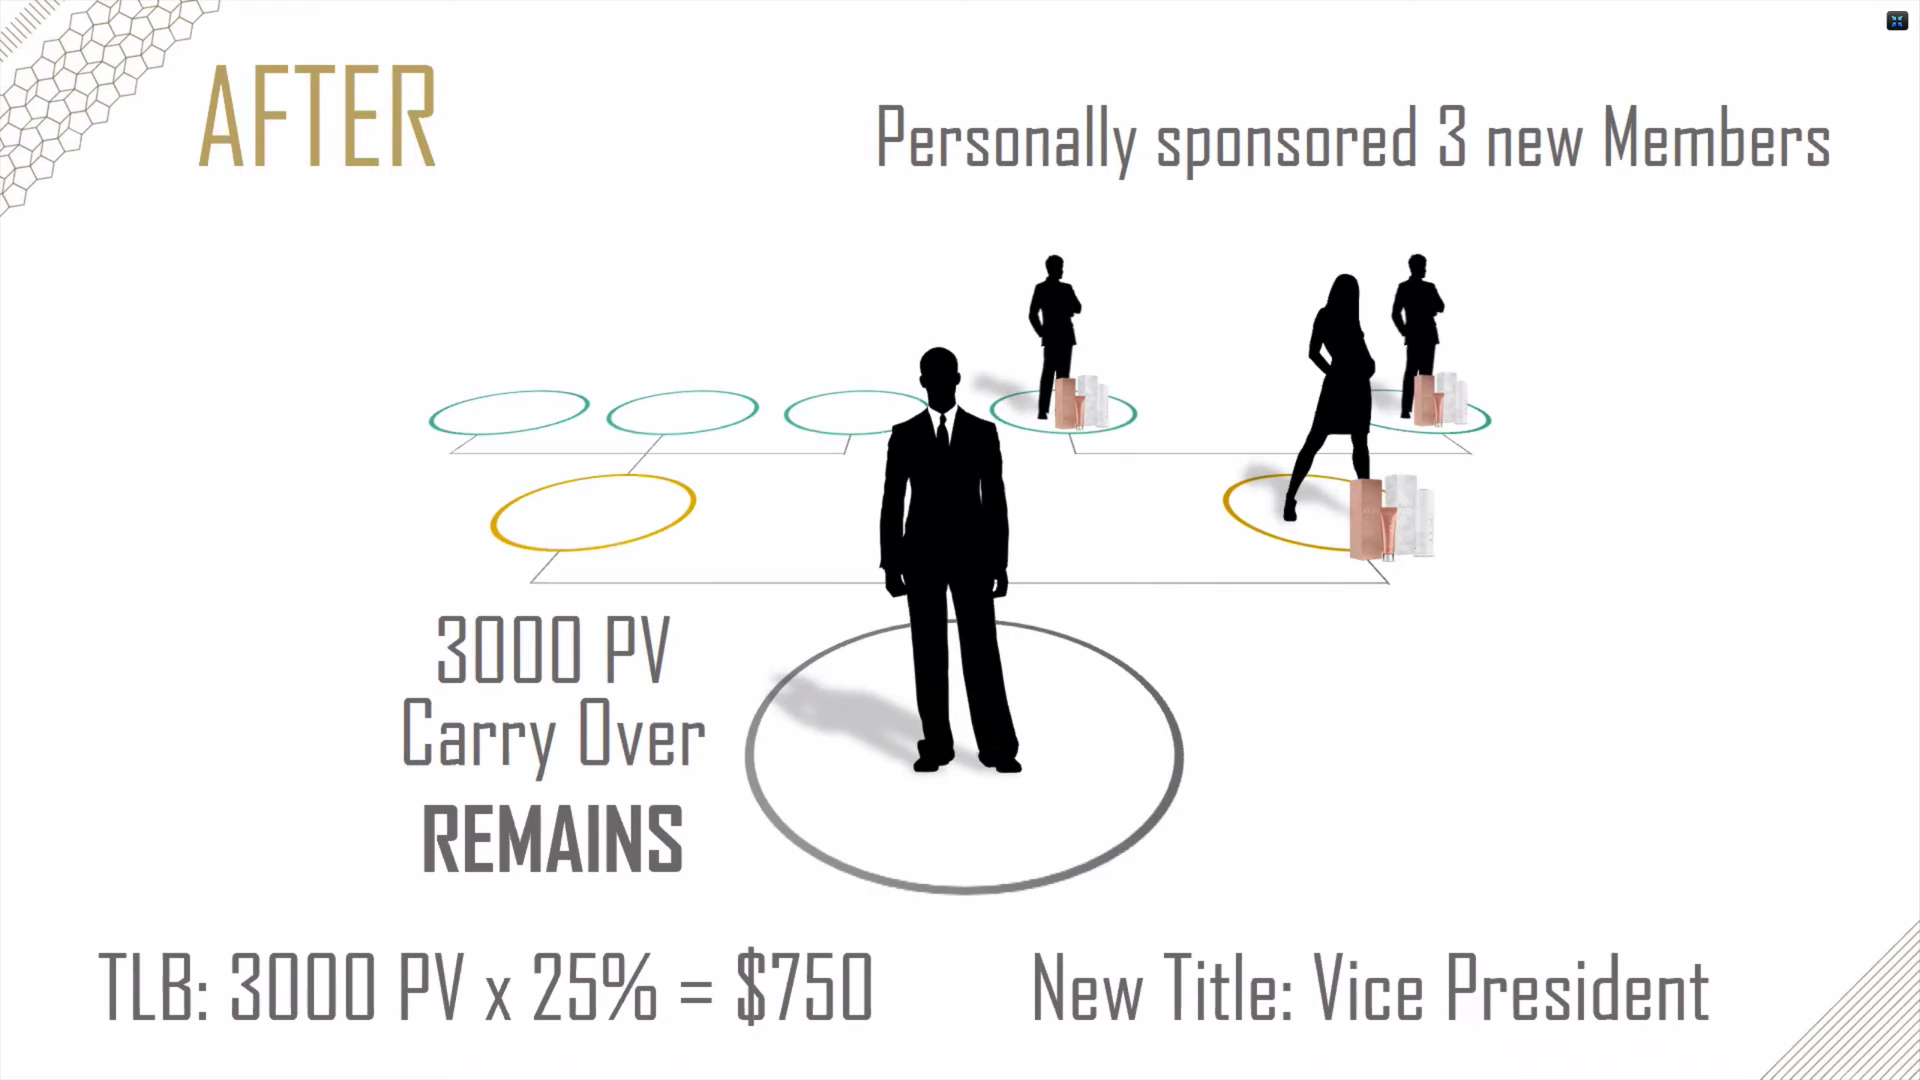 AFTER
Personally sponsored 3 new Members
3000 PV
Carry Over
REMAINS
TLB: 3000 PV x 25% = $750
New Title: Vice President